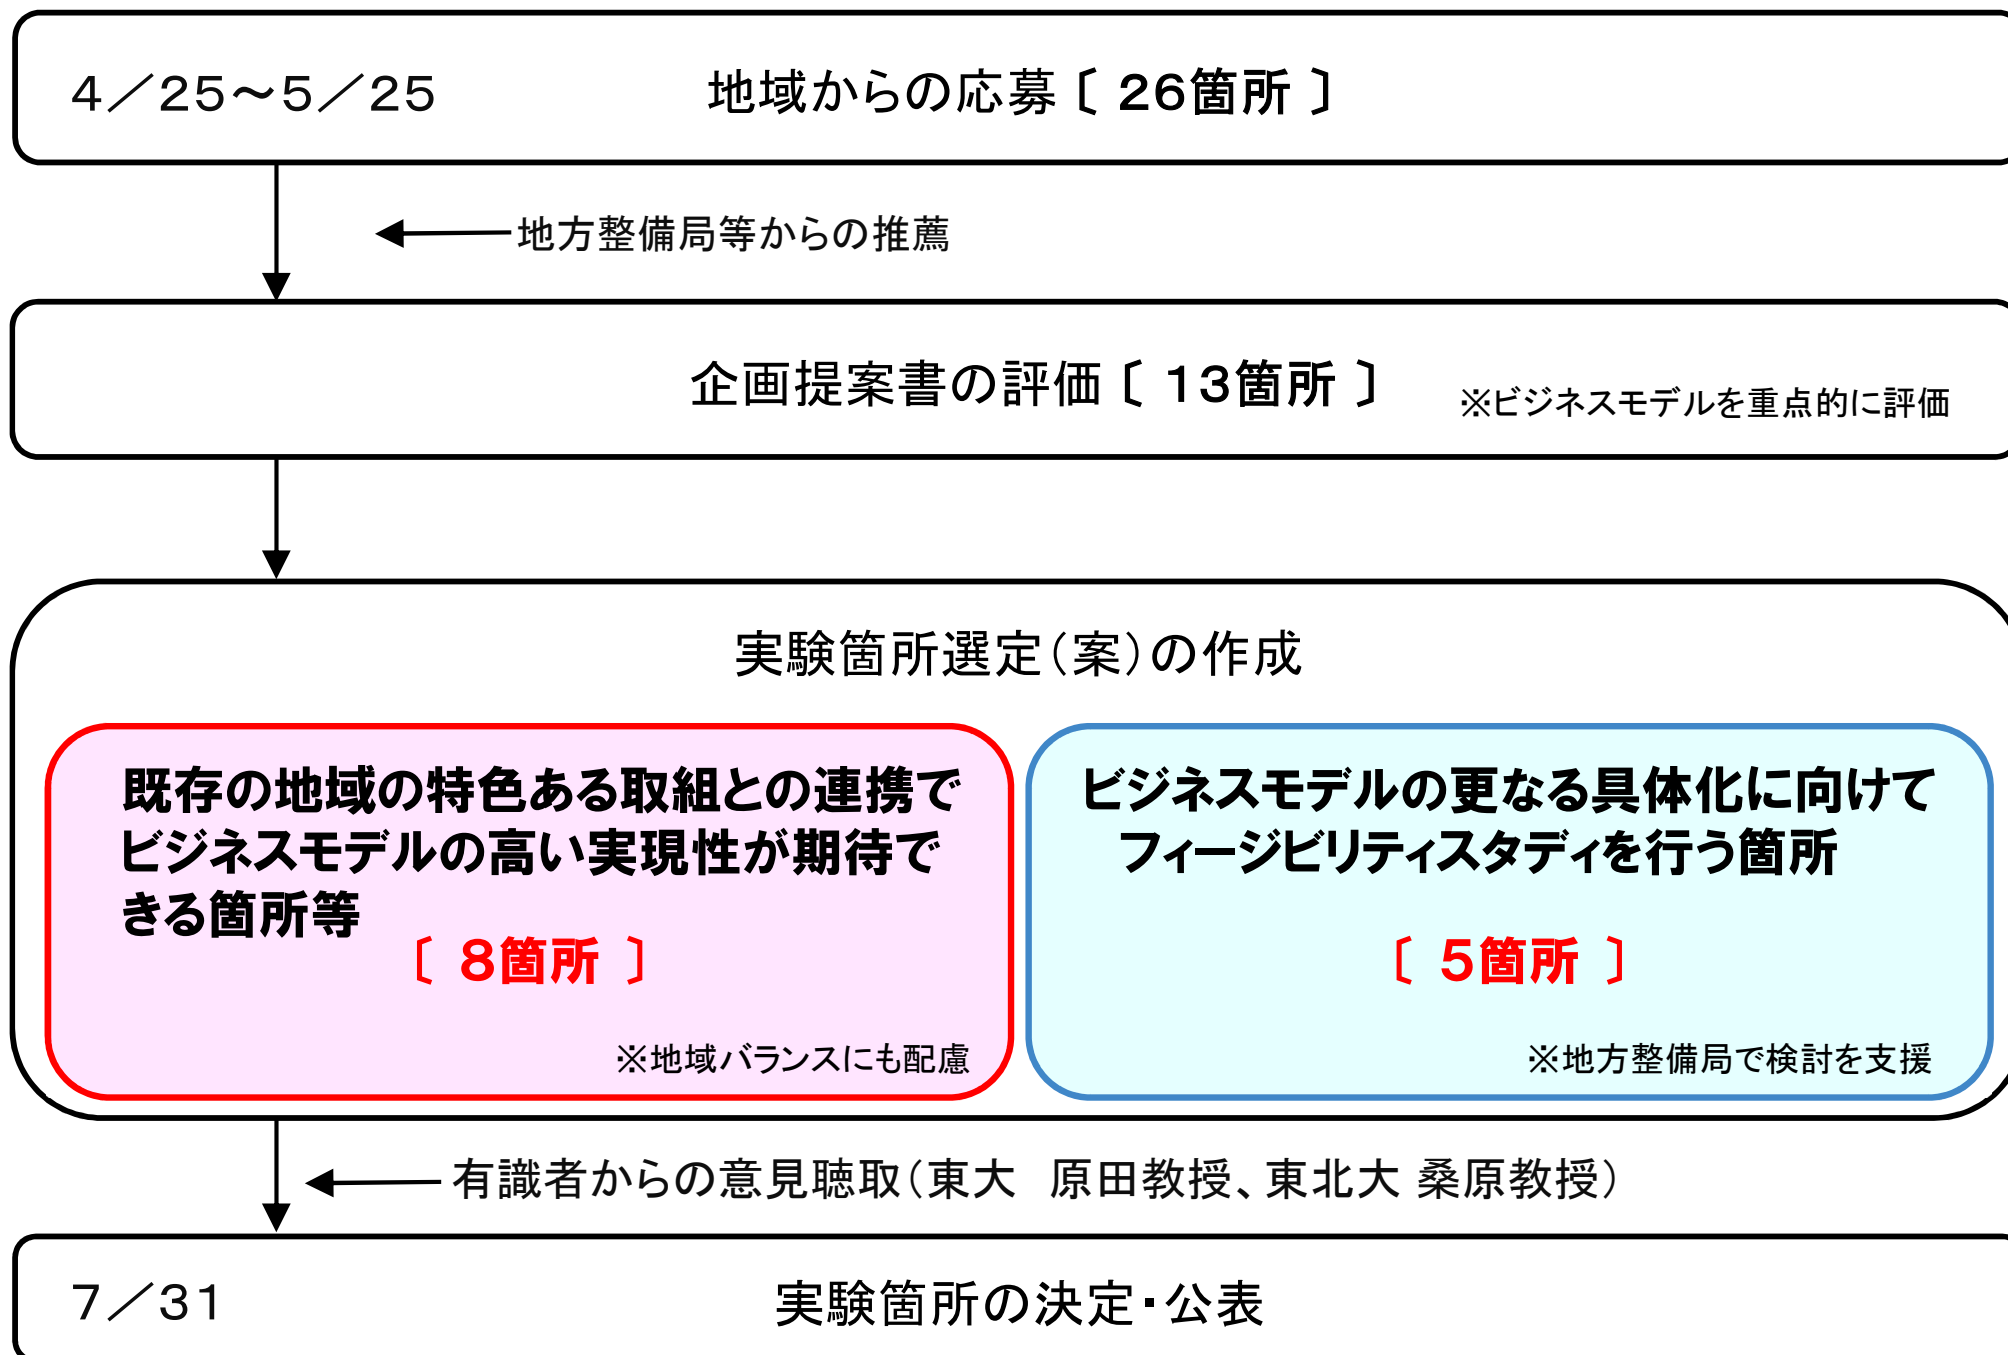 4／25～5／25　地域からの応募〔 26箇所 〕
地方整備局等からの推薦
企画提案書の評価〔 13箇所 〕　※ビジネスモデルを重点的に評価
実験箇所選定（案）の作成
既存の地域の特色ある取組との連携で
ビジネスモデルの高い実現性が期待で
きる箇所等
〔 8箇所 〕
※地域バランスにも配慮
ビジネスモデルの更なる具体化に向けて
フィージビリティスタディを行う箇所
〔 5箇所 〕
※地方整備局で検討を支援
有識者からの意見聴取（東大　原田教授、東北大 桑原教授）
7／31　実験箇所の決定・公表